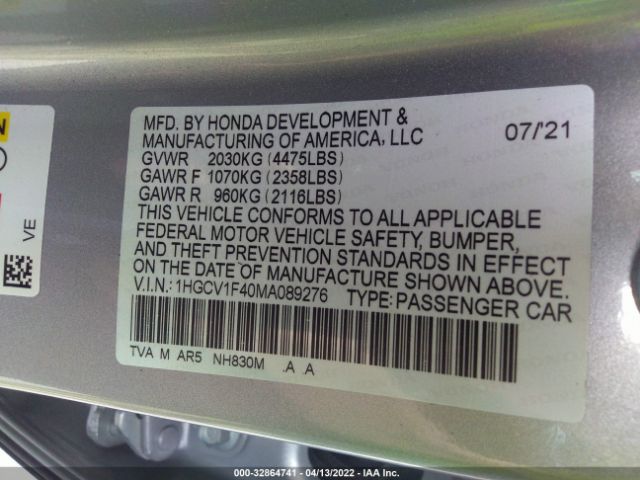 MFD. BY HONDA DEVELOPMENT &
MANUFACTURING OF AMERICA, LLC 07/'21
GVWR 2030KG (4475LBS)
GAWR F 1070KG (2358LBS)
GAWR R 960KG (2116LBS)
THIS VEHICLE CONFORMS TO ALL APPLICABLE
FEDERAL MOTOR VEHICLE SAFETY, BUMPER,
AND THEFT PREVENTION STANDARDS IN EFFECT
ON THE DATE OF MANUFACTURE SHOWN ABOVE.
V.I.N.: 1HGCV1F40MA089276 TYPE: PASSENGER CAR
TVA M AR5 NH830M .A A
VE
000-32864741 - 04/13/2022 - IAA Inc.